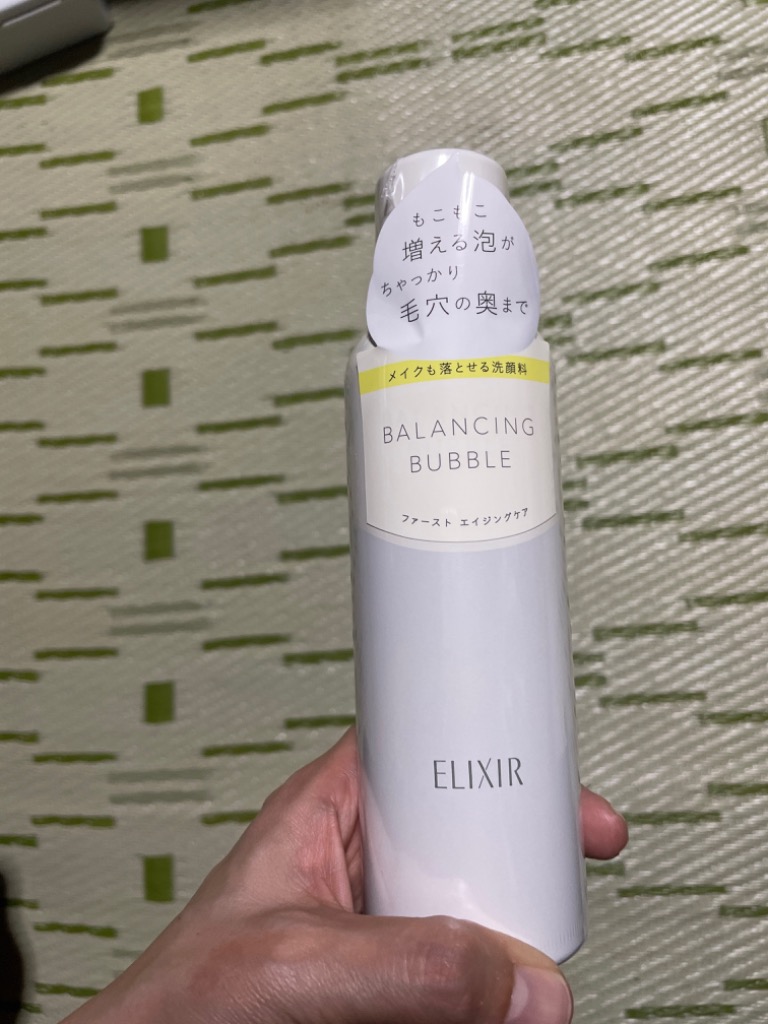 もこもこ
増える泡が
ちゃっかり
毛穴の奥まで
メイクも落とせる洗顔料
BALANCING
BUBBLE
ファースト エイジングケア
ELIXIR